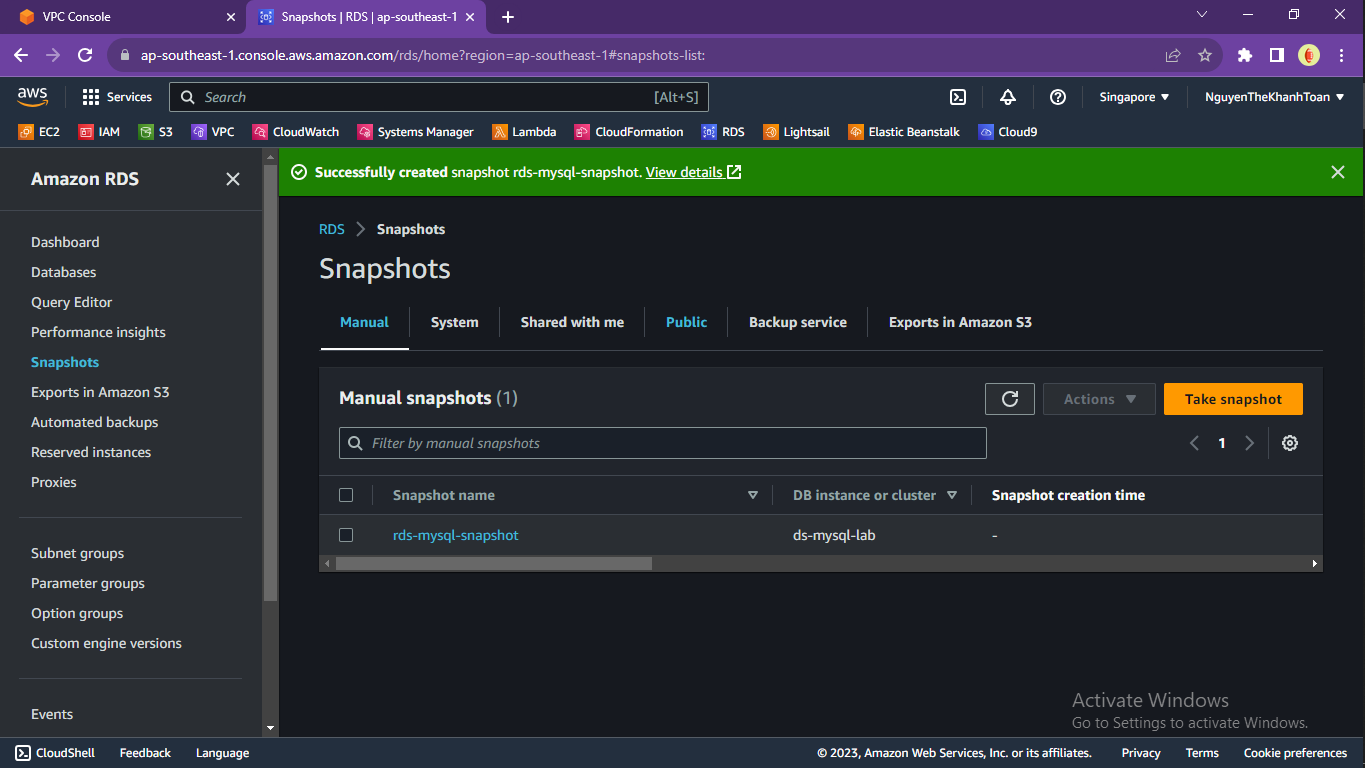 VPC Console
Snapshots | RDS | ap-southeast-1
ap-southeast-1.console.aws.amazon.com/rds/home?region=ap-southeast-1#snapshots-list:
aws
Services
Search
[Alt+S]
Singapore
NguyenTheKhanhToan
EC2
IAM
S3
VPC
CloudWatch
Systems Manager
Lambda
CloudFormation
RDS
Lightsail
Elastic Beanstalk
Cloud9
Amazon RDS
Dashboard
Databases
Query Editor
Performance insights
Snapshots
Exports in Amazon S3
Automated backups
Reserved instances
Proxies
Subnet groups
Parameter groups
Option groups
Custom engine versions
Events
Successfully created snapshot rds-mysql-snapshot. View details
RDS > Snapshots
Snapshots
Manual
System
Shared with me
Public
Backup service
Exports in Amazon S3
Manual snapshots (1)
Actions
Take snapshot
Filter by manual snapshots
1
Snapshot name
DB instance or cluster
Snapshot creation time
rds-mysql-snapshot
ds-mysql-lab
-
Activate Windows
Go to Settings to activate Windows.
CloudShell
Feedback
Language
© 2023, Amazon Web Services, Inc. or its affiliates.
Privacy
Terms
Cookie preferences